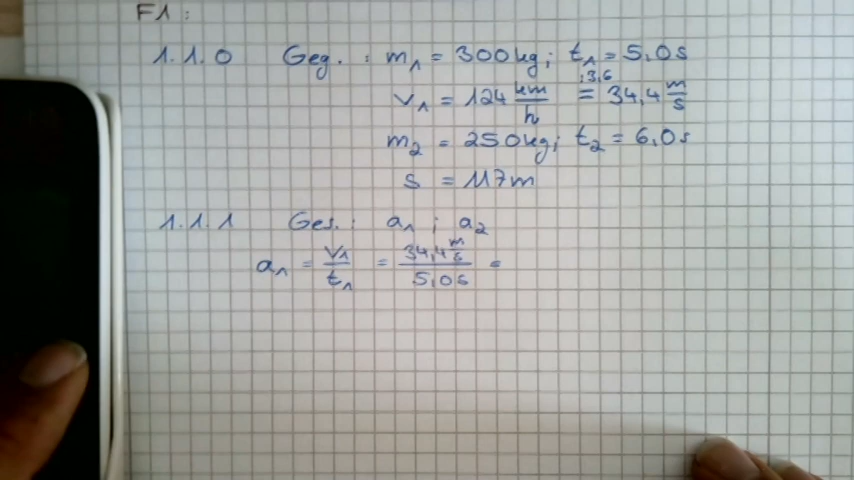 F1:
1.1.0 Geg.: m₁ = 300kg; t₁ = 5,0s
v₁ = 124 km/h =^{:3,6} 34,4 m/s
m₂ = 250kg; t₂ = 6,0s
s = 117m
1.1.1 Ges.: a₁; a₂
a₁ = v₁/t₁ = 34,4 m/s / 5,0s =